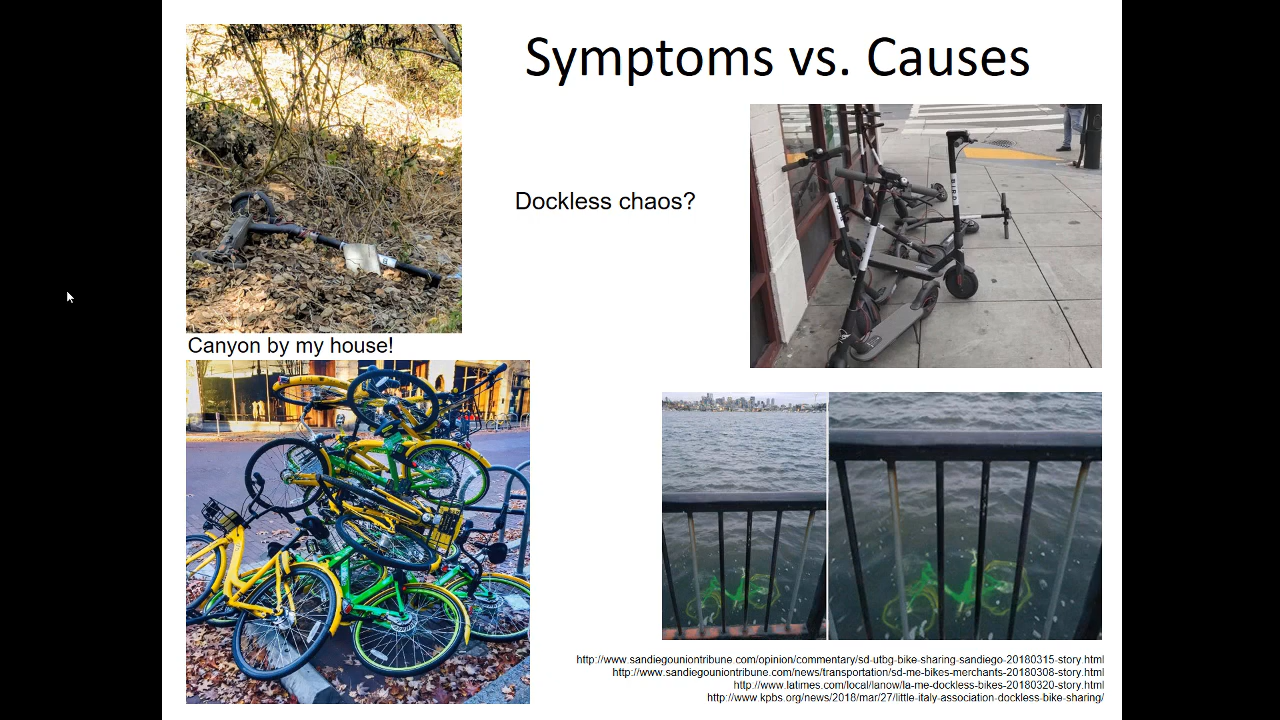 Symptoms vs. Causes
Dockless chaos?
BIRD
Canyon by my house!
http://www.sandiegouniontribune.com/opinion/commentary/sd-utbg-bike-sharing-sandiego-20180315-story.html
http://www.sandiegouniontribune.com/news/transportation/sd-me-bikes-merchants-20180308-story.html
http://www.latimes.com/local/lanow/la-me-dockless-bikes-20180320-story.html
http://www.kpbs.org/news/2018/mar/27/little-italy-association-dockless-bike-sharing/